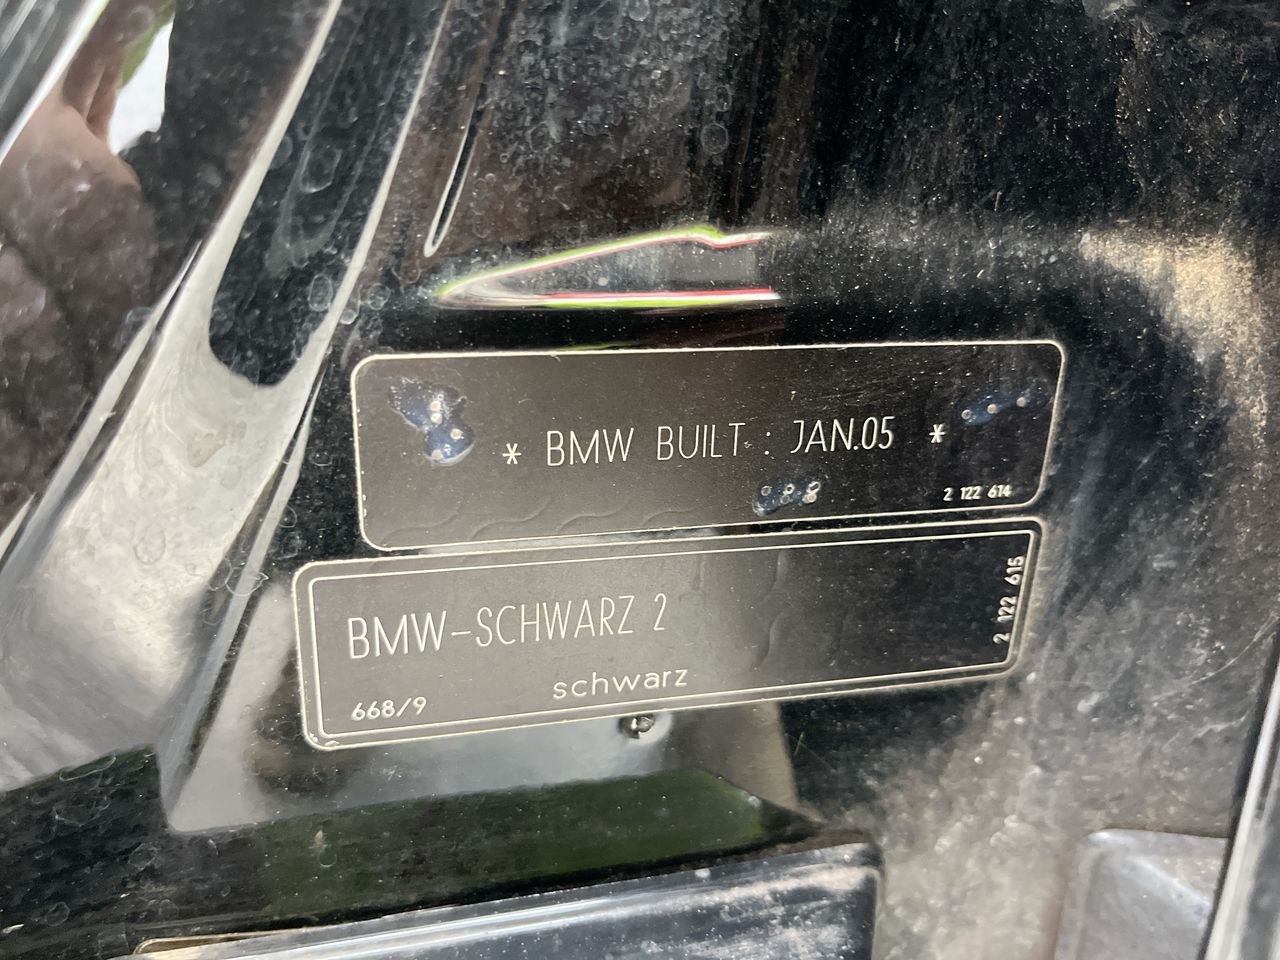 * BMW BUILT : JAN.05 *
2 122 614
BMW-SCHWARZ 2
schwarz
668/9
2 122 615